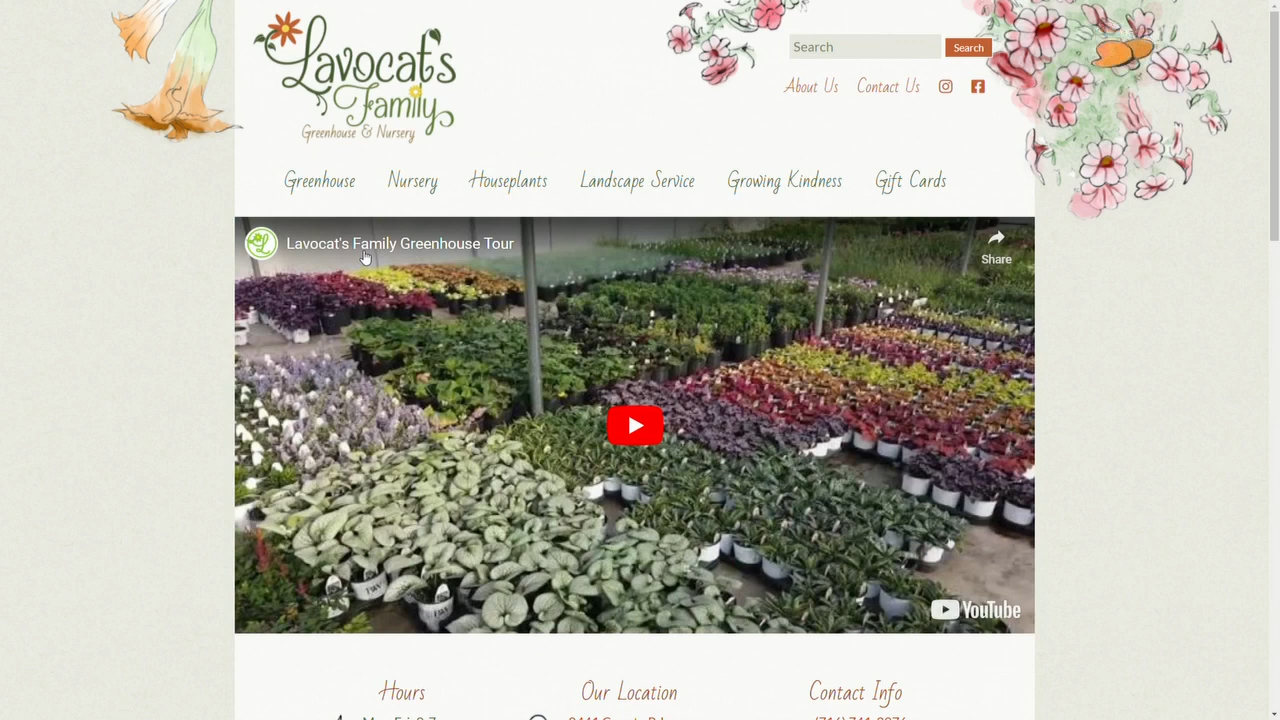 Lavocat's
Family
Greenhouse & Nursery
Search
Search
About Us
Contact Us
Greenhouse
Nursery
Houseplants
Landscape Service
Growing Kindness
Gift Cards
Lavocat's Family Greenhouse Tour
Share
YouTube
Hours
Our Location
Contact Info